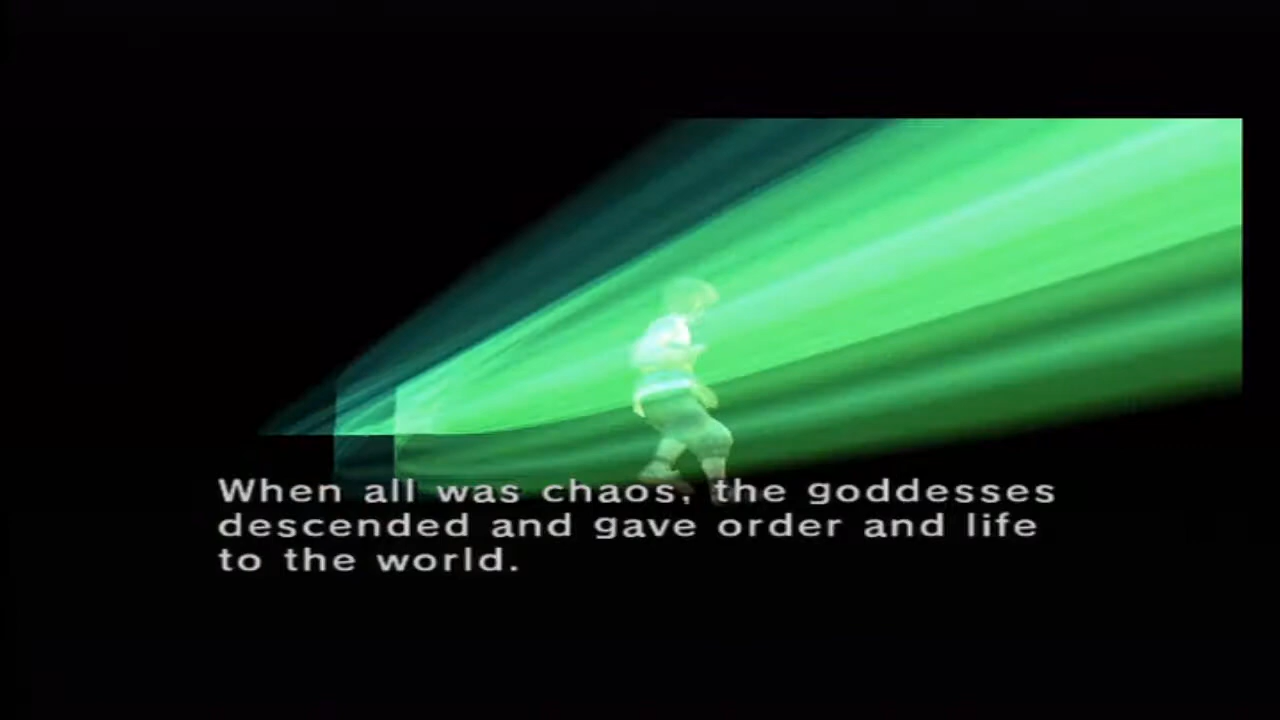 When all was chaos, the goddesses
descended and gave order and life
to the world.